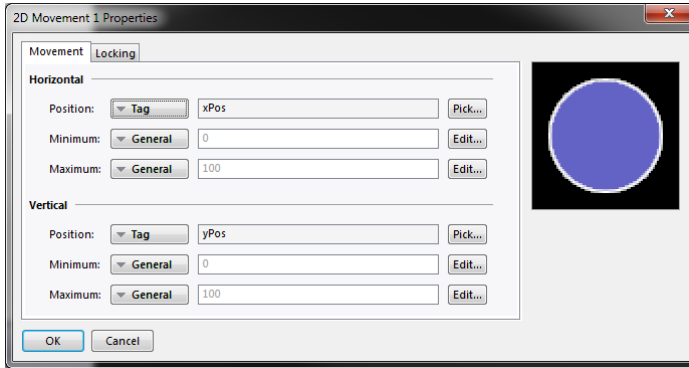 2D Movement 1 Properties
Movement Locking
Horizontal
Position: Tag xPos Pick...
Minimum: General 0 Edit...
Maximum: General 100 Edit...
Vertical
Position: Tag yPos Pick...
Minimum: General 0 Edit...
Maximum: General 100 Edit...
OK Cancel